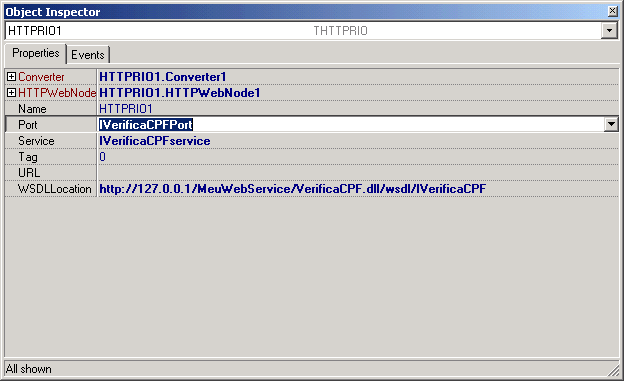 Object Inspector
HTTPRIO1 THTTPRIO
Properties Events
Converter HTTPRIO1.Converter1
HTTPWebNode HTTPRIO1.HTTPWebNode1
Name HTTPRIO1
Port IVerificaCPFPort
Service IVerificaCPFservice
Tag 0
URL
WSDLLocation http://127.0.0.1/MeuWebService/VerificaCPF.dll/wsdl/IVerificaCPF
All shown